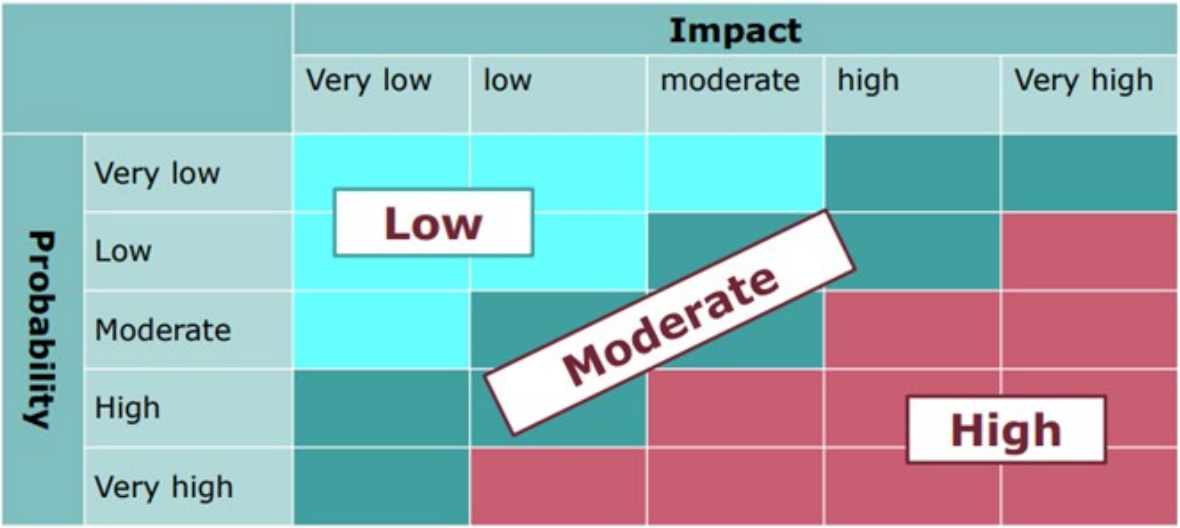 Impact
Very low low moderate high Very high
Probability
Very low
Low
Moderate
High
Very high
Low
Moderate
High